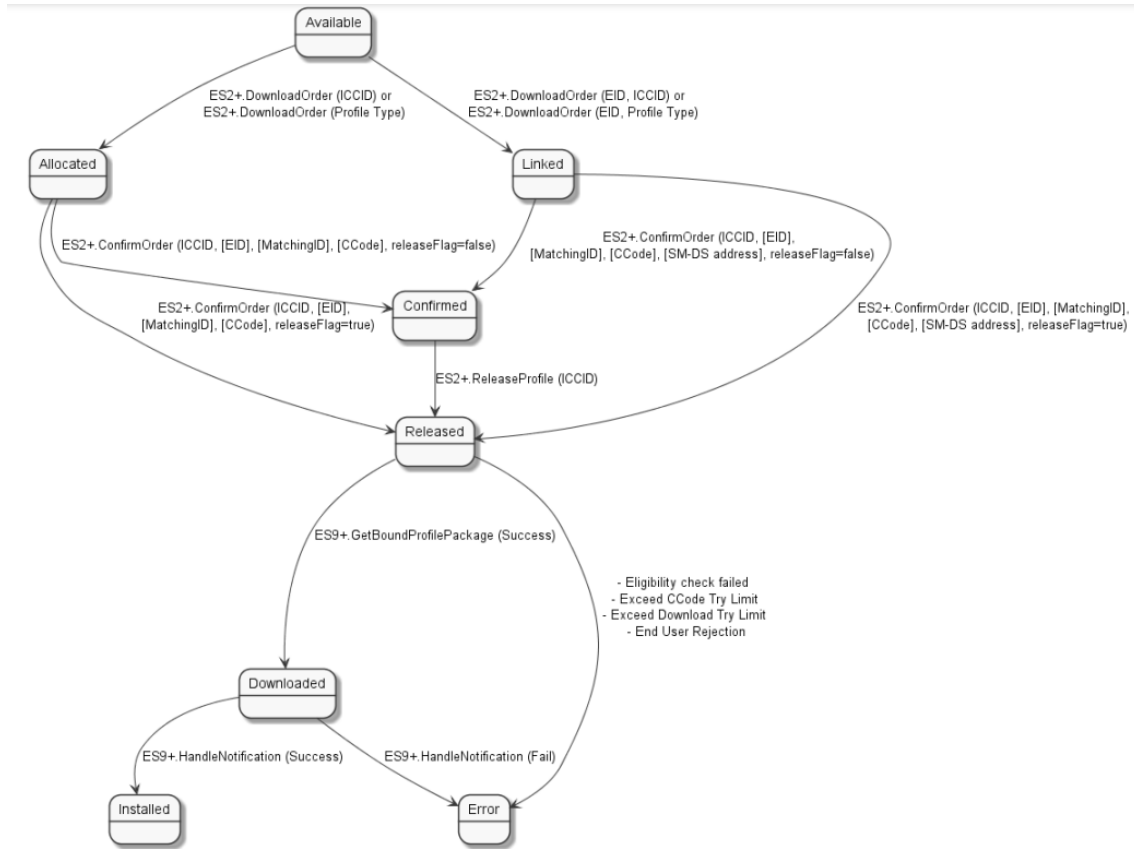 Available
ES2+.DownloadOrder (ICCID) or
ES2+.DownloadOrder (Profile Type)
ES2+.DownloadOrder (EID, ICCID) or
ES2+.DownloadOrder (EID, Profile Type)
Allocated
Linked
ES2+.ConfirmOrder (ICCID, [EID], [MatchingID], [CCode], releaseFlag=false)
ES2+.ConfirmOrder (ICCID, [EID],
[MatchingID], [CCode], [SM-DS address], releaseFlag=false)
ES2+.ConfirmOrder (ICCID, [EID],
[MatchingID], [CCode], releaseFlag=true)
Confirmed
ES2+.ConfirmOrder (ICCID, [EID], [MatchingID],
[CCode], [SM-DS address], releaseFlag=true)
ES2+.ReleaseProfile (ICCID)
Released
ES9+.GetBoundProfilePackage (Success)
- Eligibility check failed
- Exceed CCode Try Limit
- Exceed Download Try Limit
- End User Rejection
Downloaded
ES9+.HandleNotification (Success)
ES9+.HandleNotification (Fail)
Installed
Error